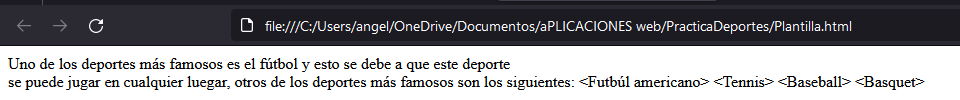 file:///C:/Users/angel/OneDrive/Documentos/aPLICACIONES web/PracticaDeportes/Plantilla.html
Uno de los deportes más famosos es el fútbol y esto se debe a que este deporte
se puede jugar en cualquier luegar, otros de los deportes más famosos son los siguientes: <Futbúl americano> <Tennis> <Baseball> <Basquet>